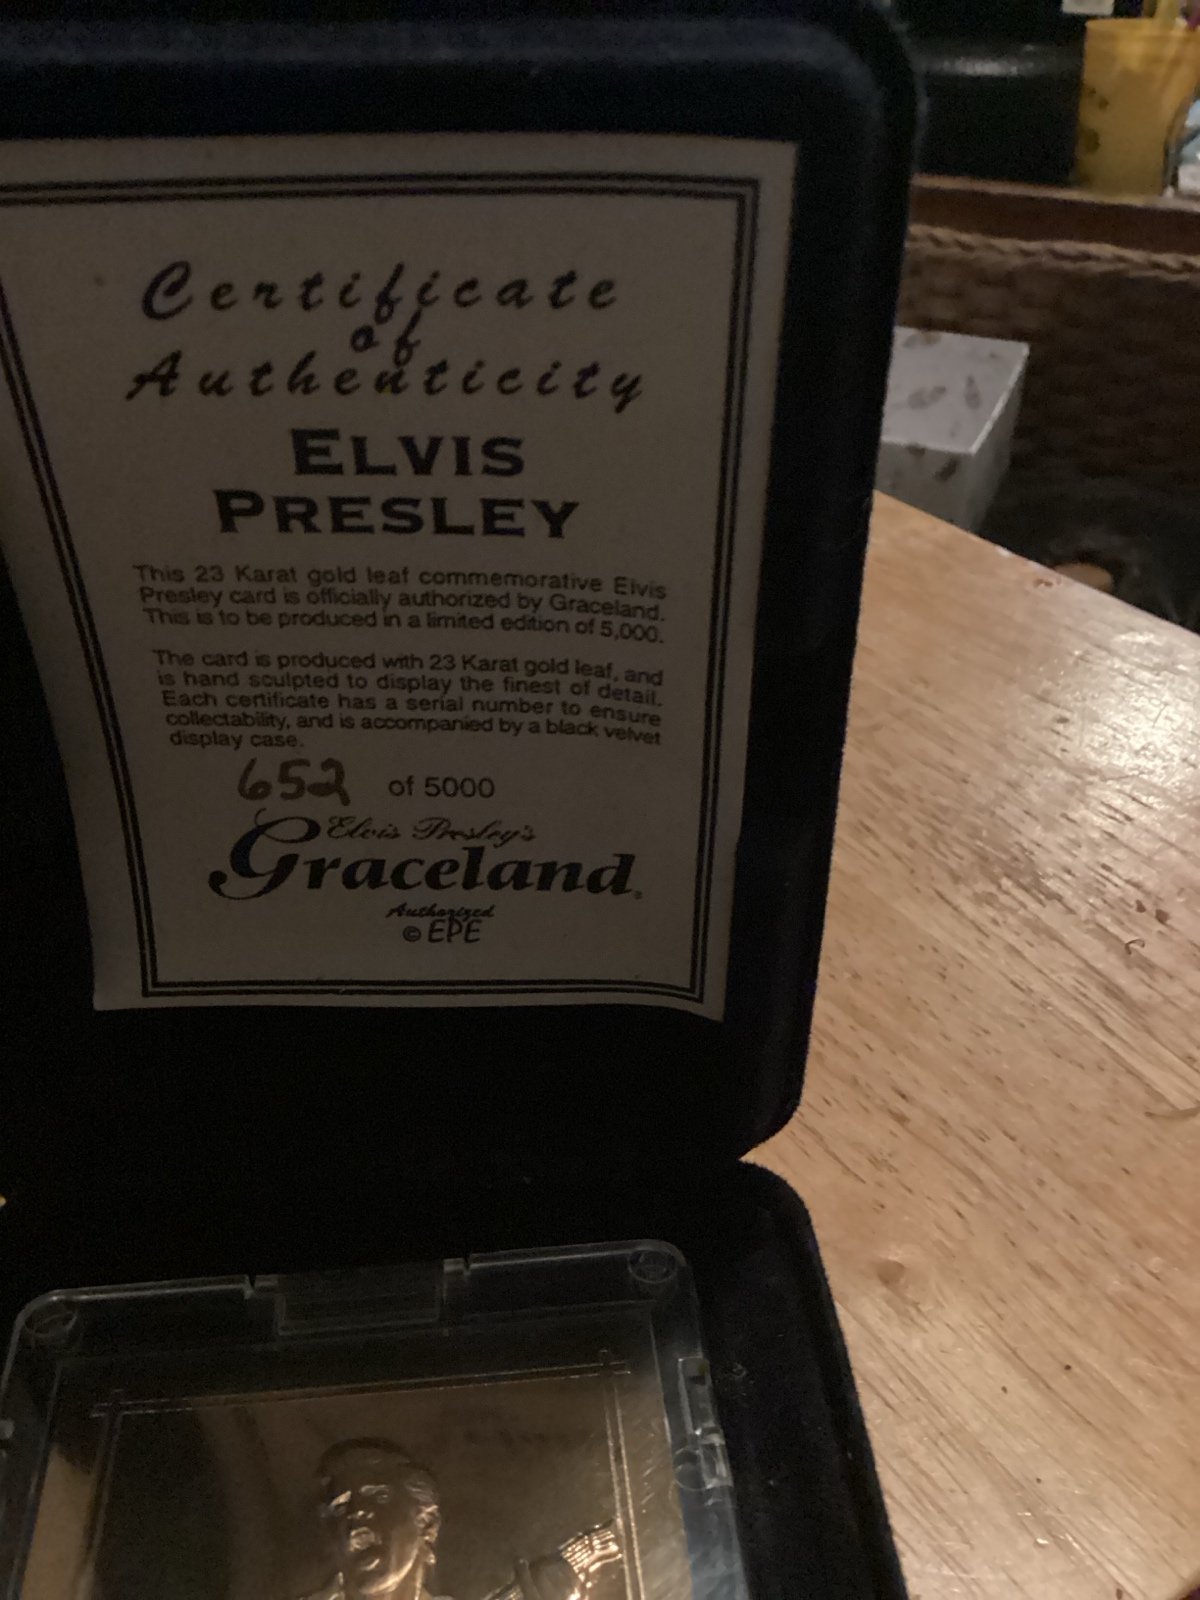 Certificate
of
Authenticity
ELVIS
PRESLEY
This 23 Karat gold leaf commemorative Elvis
Presley card is officially authorized by Graceland.
This is to be produced in a limited edition of 5,000.
The card is produced with 23 Karat gold leaf, and
is hand sculpted to display the finest of detail.
Each certificate has a serial number to ensure
collectability, and is accompanied by a black velvet
display case.
652 of 5000
Elvis Presley's
Graceland®
Authorized
© EPE